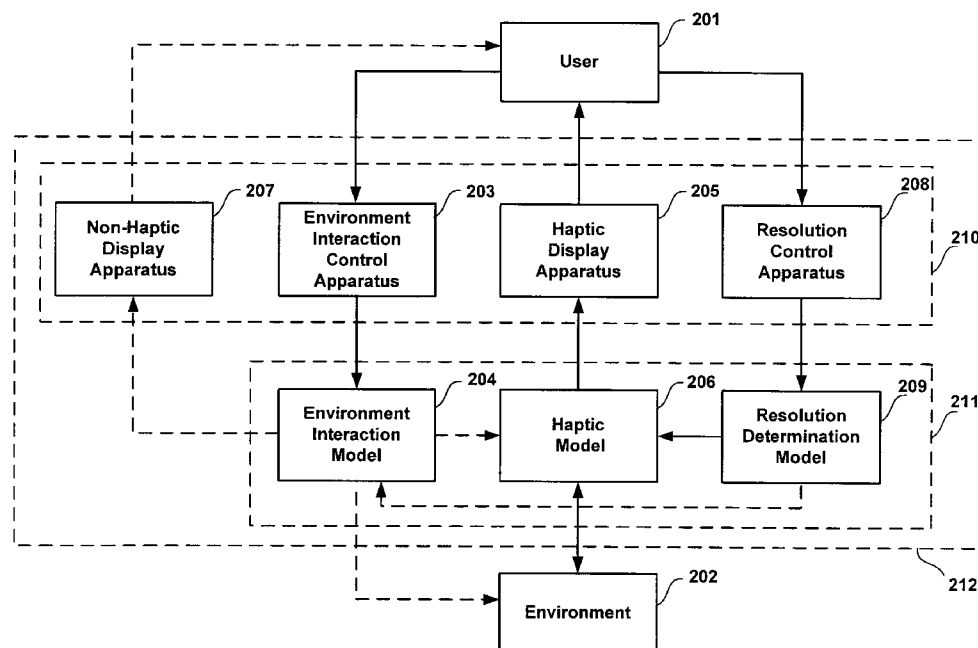 201
User
207
Non-Haptic
Display
Apparatus
203
Environment
Interaction
Control
Apparatus
205
Haptic
Display
Apparatus
208
Resolution
Control
Apparatus
210
204
Environment
Interaction
Model
206
Haptic
Model
209
Resolution
Determination
Model
211
202
Environment
212